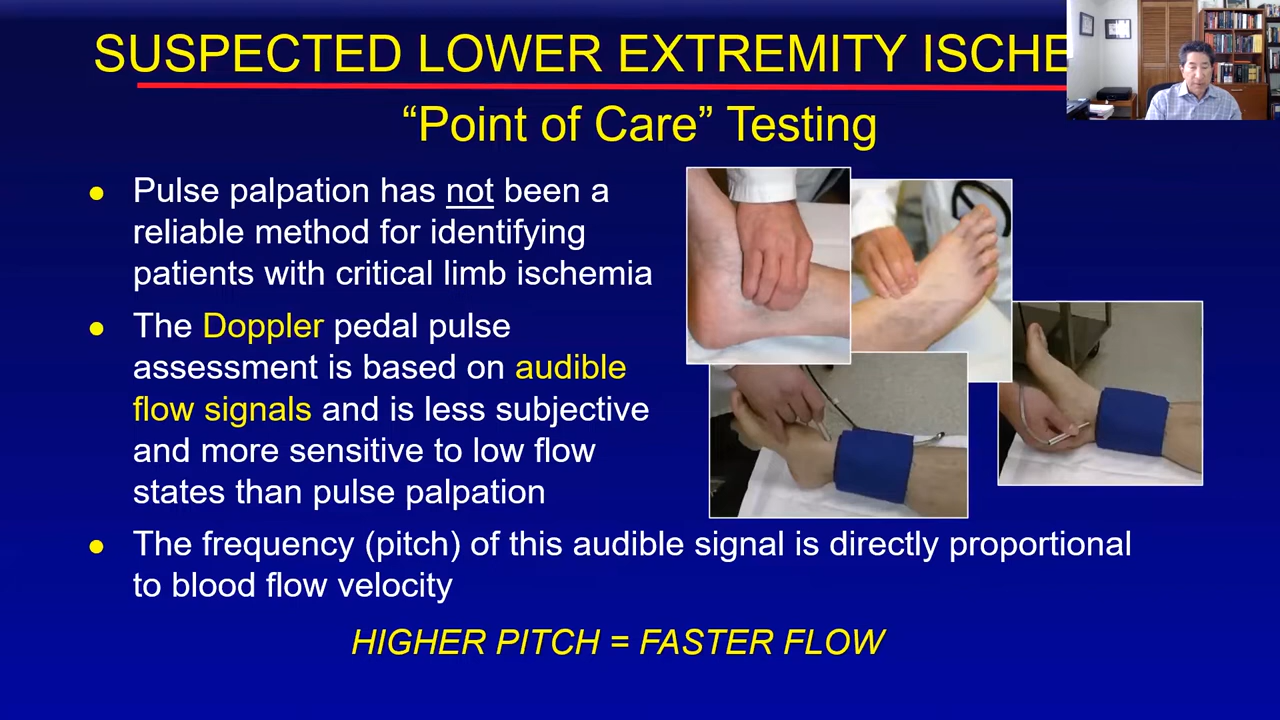 SUSPECTED LOWER EXTREMITY ISCHE
“Point of Care” Testing
● Pulse palpation has not been a
reliable method for identifying
patients with critical limb ischemia
● The Doppler pedal pulse
assessment is based on audible
flow signals and is less subjective
and more sensitive to low flow
states than pulse palpation
● The frequency (pitch) of this audible signal is directly proportional
to blood flow velocity
HIGHER PITCH = FASTER FLOW